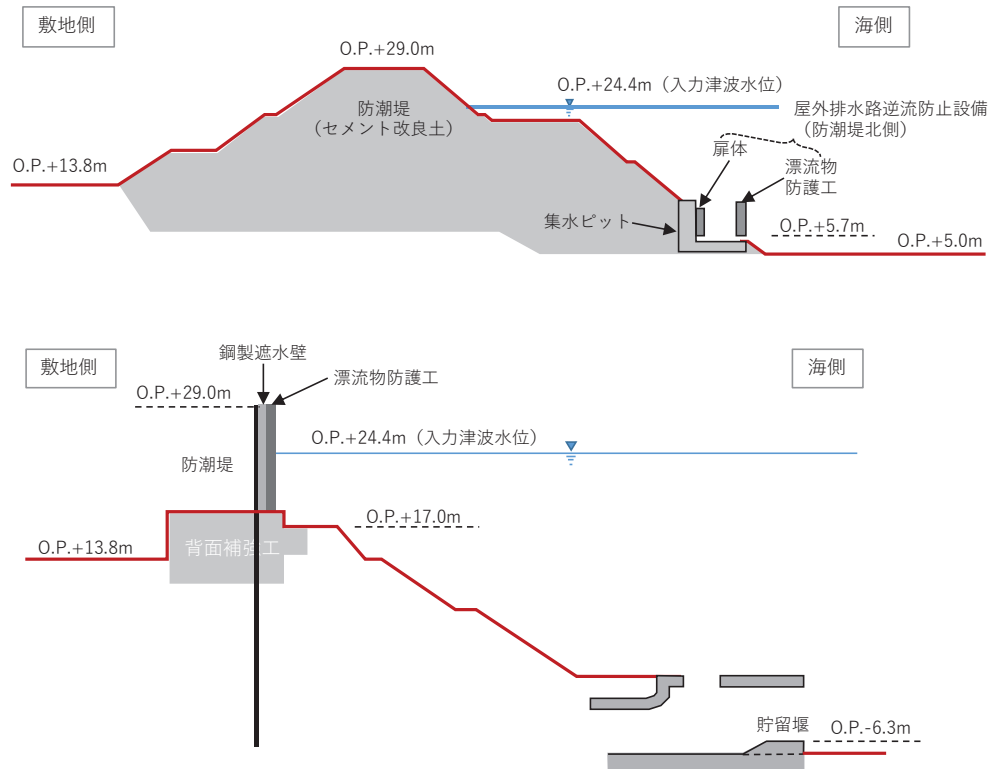 敷地側
海側
O.P.+29.0m
O.P.+24.4m（入力津波水位）
防潮堤
（セメント改良土）
屋外排水路逆流防止設備
（防潮堤北側）
扉体
漂流物
防護工
O.P.+13.8m
集水ピット
O.P.+5.7m
O.P.+5.0m
敷地側
海側
鋼製遮水壁
漂流物防護工
O.P.+29.0m
O.P.+24.4m（入力津波水位）
防潮堤
O.P.+17.0m
O.P.+13.8m
背面補強工
貯留堰
O.P.-6.3m